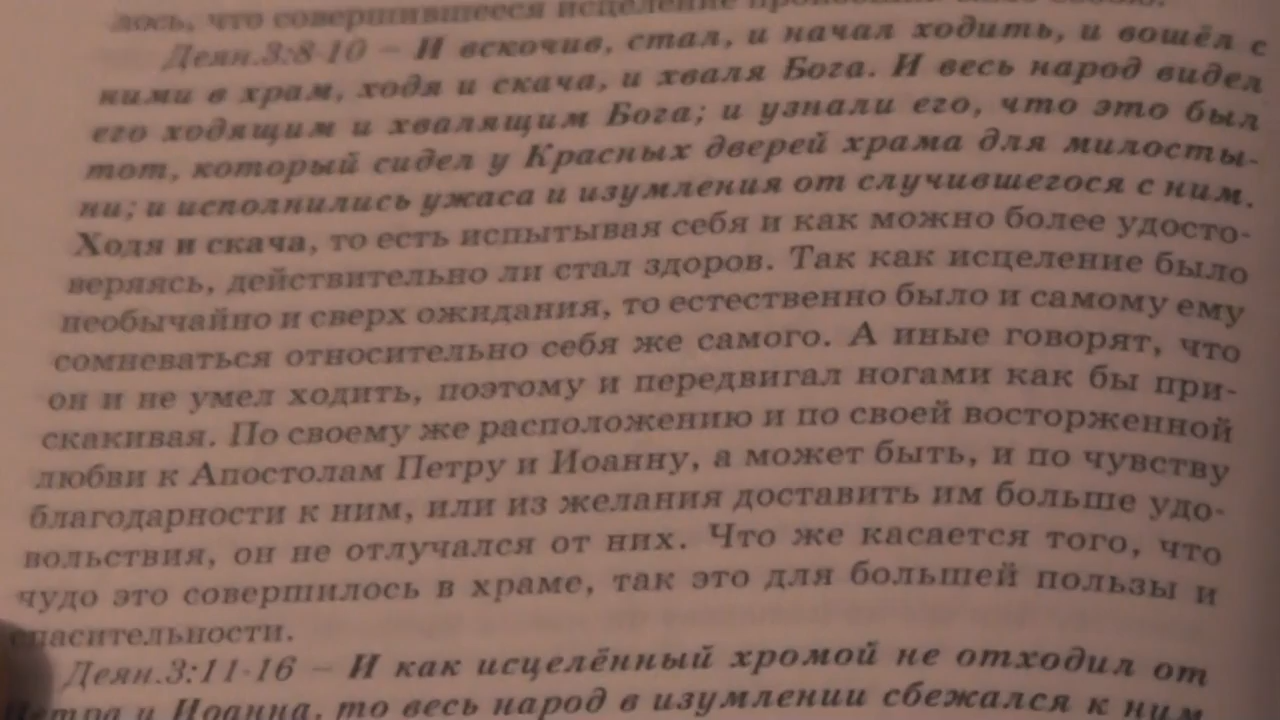 лось, что совершившееся исцеление
Деян.3:8-10 – И вскочив, стал, и начал ходить, и вошёл с
ними в храм, ходя и скача, и хваля Бога. И весь народ видел
его ходящим и хвалящим Бога; и узнали его, что это был
тот, который сидел у Красных дверей храма для милосты-
ни; и исполнились ужаса и изумления от случившегося с ним.
Ходя и скача, то есть испытывая себя и как можно более удосто-
веряясь, действительно ли стал здоров. Так как исцеление было
необычайно и сверх ожидания, то естественно было и самому ему
сомневаться относительно себя же самого. А иные говорят, что
он и не умел ходить, поэтому и передвигал ногами как бы при-
скакивая. По своему же расположению и по своей восторженной
любви к Апостолам Петру и Иоанну, а может быть, и по чувству
благодарности к ним, или из желания доставить им больше удо-
вольствия, он не отлучался от них. Что же касается того, что
чудо это совершилось в храме, так это для большей пользы и
спасительности.
Деян.3:11-16 – И как исцелённый хромой не отходил от
Петра и Иоанна, то весь народ в изумлении сбежался к ним